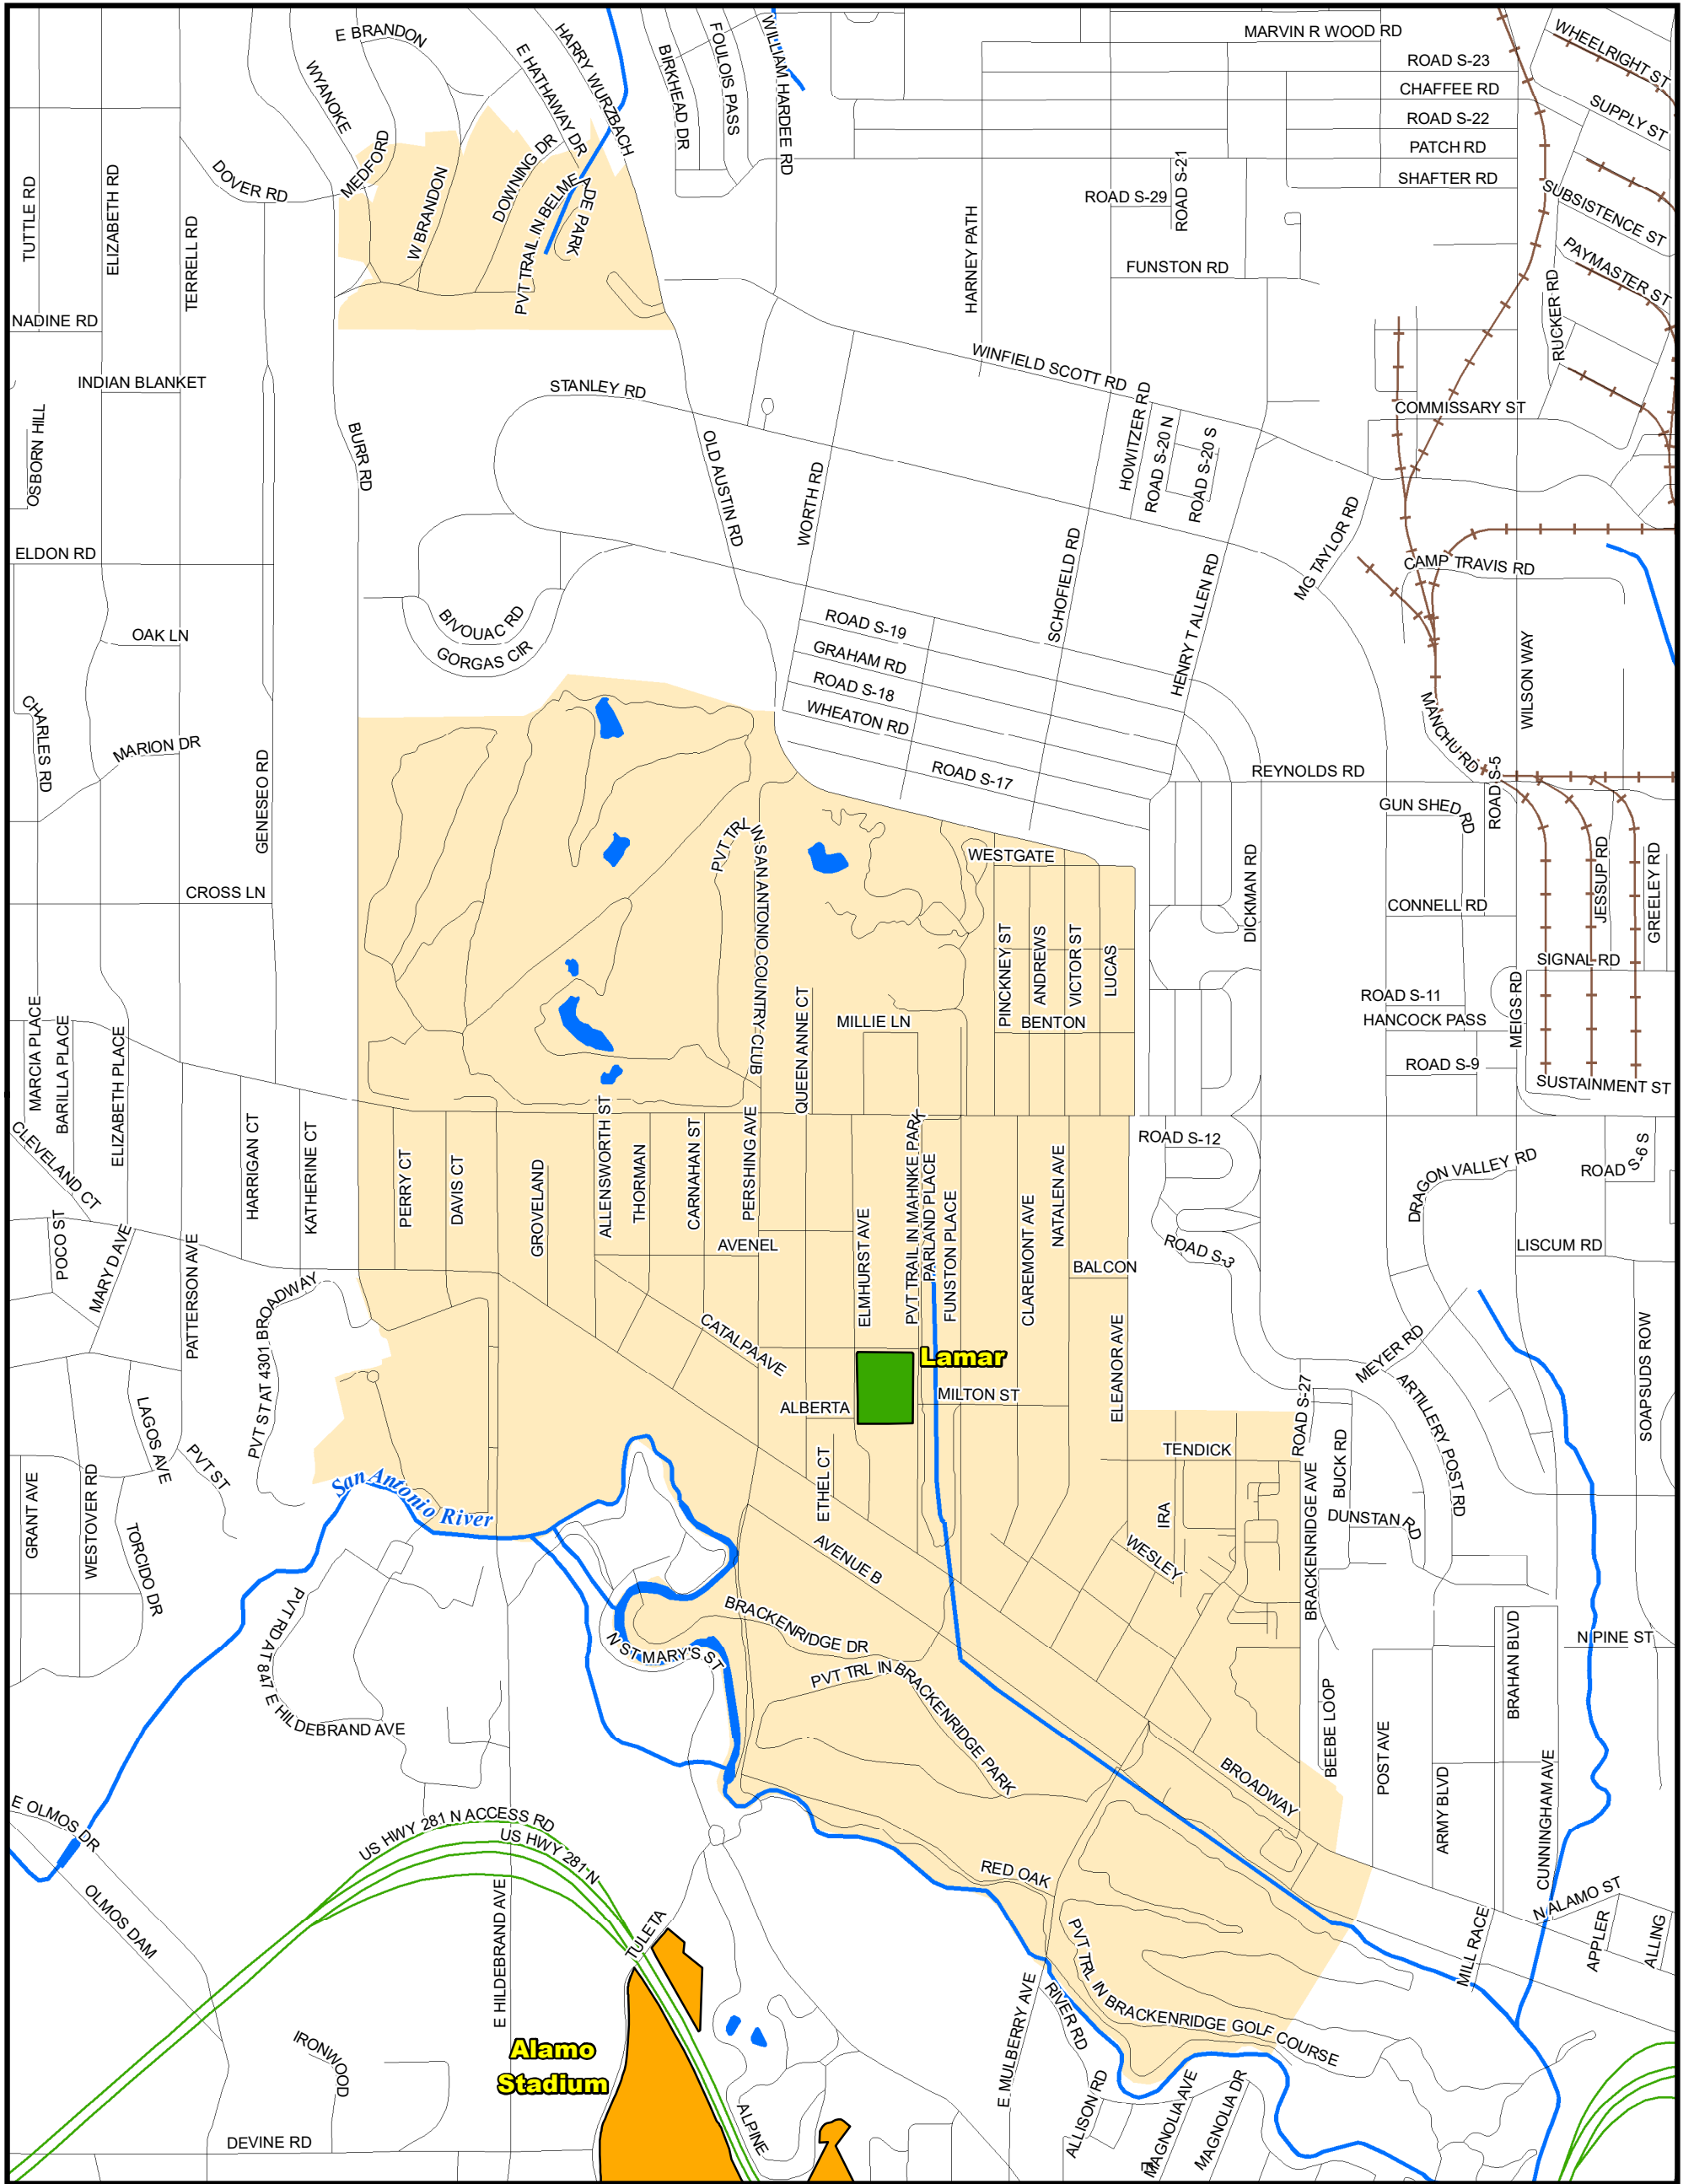 E BRANDON
WYANOKE
E HATHAWAY DR
HARRY WURZBACH
BIRKHEAD DR
FOULOIS PASS
WILLIAM HARDEE RD
MARVIN R WOOD RD
ROAD S-23
CHAFFEE RD
ROAD S-22
PATCH RD
SHAFTER RD
WHEELRIGHT ST
SUPPLY ST
SUBSISTENCE ST
PAYMASTER ST
TUTTLE RD
ELIZABETH RD
TERRELL RD
DOVER RD
MEDFORD
W BRANDON
DOWNING DR
PVT TRAIL IN BELMEADE PARK
ROAD S-29
ROAD S-21
HARNEY PATH
FUNSTON RD
RUCKER RD
NADINE RD
INDIAN BLANKET
STANLEY RD
WINFIELD SCOTT RD
COMMISSARY ST
OSBORN HILL
BURR RD
OLD AUSTIN RD
WORTH RD
HOWITZER RD
ROAD S-20 N
ROAD S-20 S
MG TAYLOR RD
ELDON RD
CAMP TRAVIS RD
OAK LN
BIVOUAC RD
GORGAS CIR
ROAD S-19
GRAHAM RD
ROAD S-18
WHEATON RD
ROAD S-17
SCHOFIELD RD
HENRY T ALLEN RD
WILSON WAY
MANCHU RD
CHARLES RD
MARION DR
GENESEO RD
REYNOLDS RD
ROAD S-5
GUN SHED RD
PVT TRL IN SAN ANTONIO COUNTRY CLUB
WESTGATE
DICKMAN RD
JESSUP RD
GREELEY RD
CROSS LN
CONNELL RD
PINCKNEY ST
ANDREWS
VICTOR ST
LUCAS
SIGNAL RD
ROAD S-11
HANCOCK PASS
MEIGS RD
MARCIA PLACE
BARILLA PLACE
ELIZABETH PLACE
QUEEN ANNE CT
MILLIE LN
BENTON
ROAD S-9
SUSTAINMENT ST
CLEVELAND CT
HARRIGAN CT
KATHERINE CT
PERRY CT
DAVIS CT
GROVELAND
ALLENSWORTH ST
THORMAN
CARNAHAN ST
PERSHING AVE
PVT TRAIL IN MAHNKE PARK
PARLAND PLACE
FUNSTON PLACE
CLAREMONT AVE
NATALEN AVE
ROAD S-12
DRAGON VALLEY RD
ROAD S-6 S
POCO ST
MARY D AVE
PATTERSON AVE
AVENEL
ELMHURST AVE
BALCON
ROAD S-3
LISCUM RD
PVT ST AT 4301 BROADWAY
CATALPA AVE
Lamar
ELEANOR AVE
MEYER RD
SOAPSUDS ROW
ALBERTA
MILTON ST
ROAD S-27
ARTILLERY POST RD
LAGOS AVE
PVT ST
TENDICK
BUCK RD
GRANT AVE
WESTOVER RD
TORCIDO DR
San Antonio River
ETHEL CT
AVENUE B
IRA
WESLEY
BRACKENRIDGE AVE
DUNSTAN RD
PVT RD AT 847 E HILDEBRAND AVE
N ST MARY'S ST
BRACKENRIDGE DR
PVT TRL IN BRACKENRIDGE PARK
BRAHAN BLVD
N PINE ST
BEEBE LOOP
POST AVE
BROADWAY
ARMY BLVD
CUNNINGHAM AVE
E OLMOS DR
US HWY 281 N ACCESS RD
US HWY 281 N
RED OAK
OLMOS DAM
E HILDEBRAND AVE
TULETA
PVT TRL IN BRACKENRIDGE GOLF COURSE
N ALAMO ST
MILL RACE
APPLER
ALLING
IRONWOOD
Alamo
Stadium
E MULBERRY AVE
RIVER RD
DEVINE RD
ALPINE
ALLISON RD
E MAGNOLIA AVE
MAGNOLIA DR